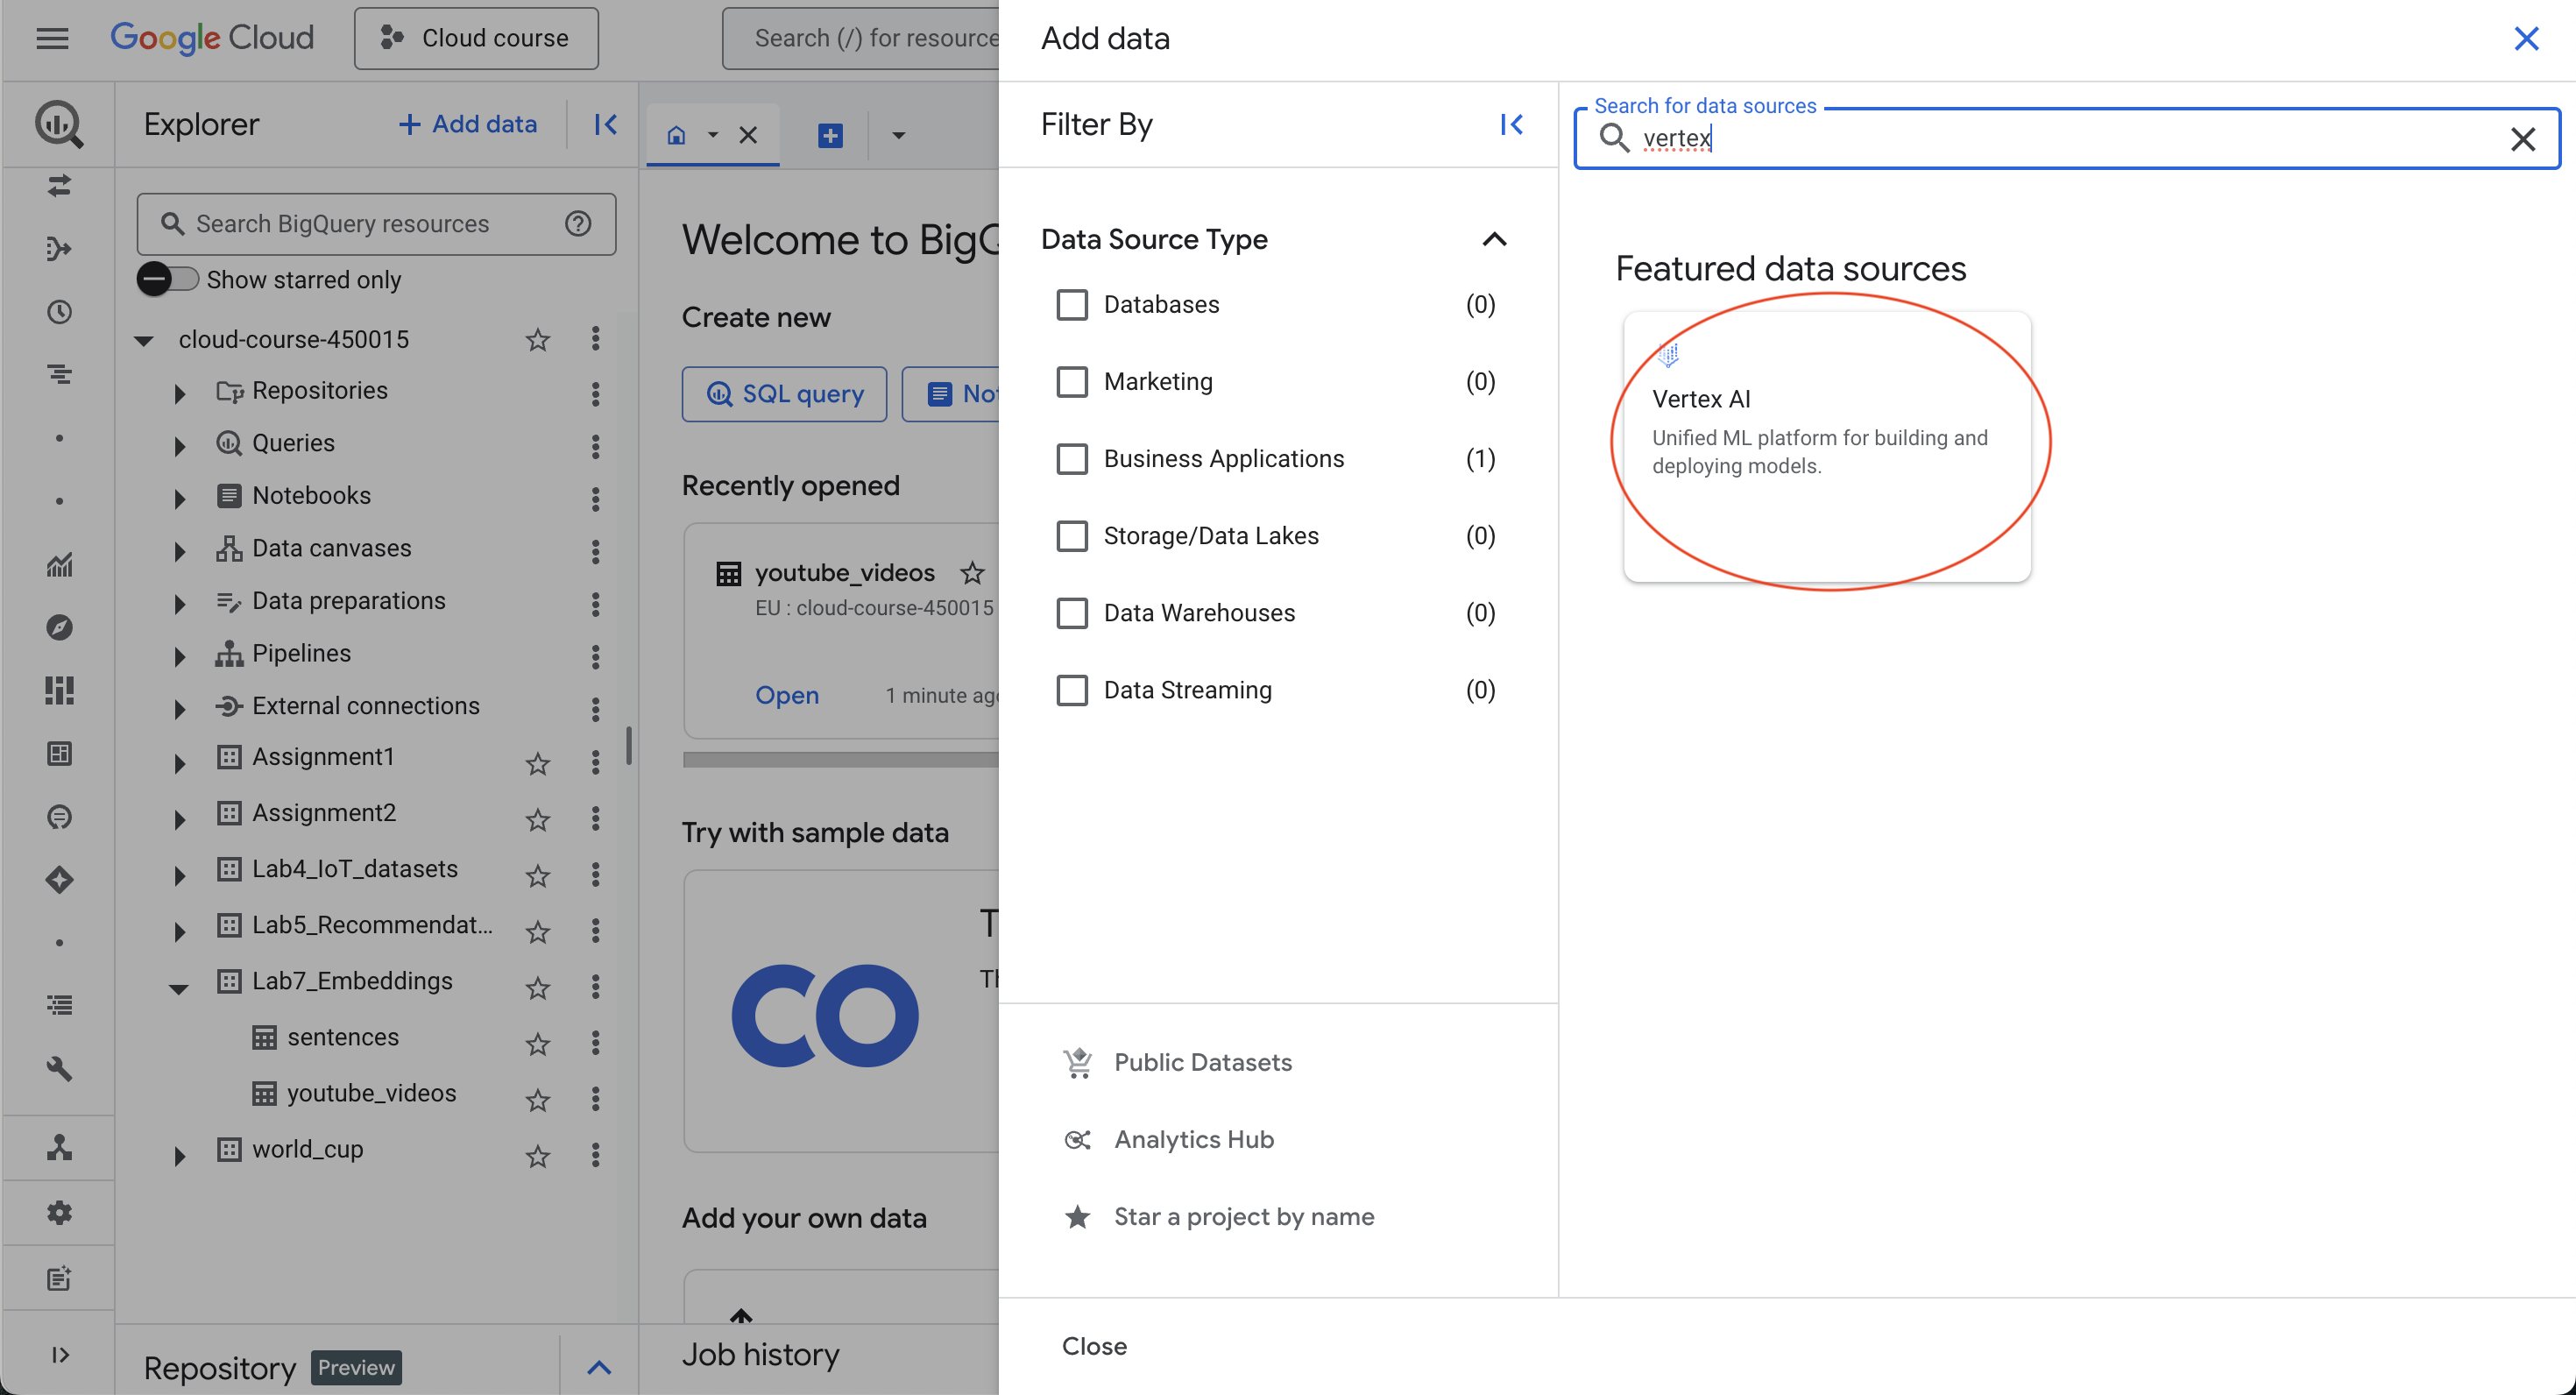 Google Cloud
Cloud course
Search (/) for resource
Explorer
Add data
Search BigQuery resources
Show starred only
cloud-course-450015
Repositories
Queries
Notebooks
Data canvases
Data preparations
Pipelines
External connections
Assignment1
Assignment2
Lab4_IoT_datasets
Lab5_Recommendat...
Lab7_Embeddings
sentences
youtube_videos
world_cup
Repository Preview
Welcome to BigQ
Create new
SQL query
Not
Recently opened
youtube_videos
EU : cloud-course-450015
Open 1 minute ago
Try with sample data
T
Th
Add your own data
Job history
Add data
Filter By
Data Source Type
Databases (0)
Marketing (0)
Business Applications (1)
Storage/Data Lakes (0)
Data Warehouses (0)
Data Streaming (0)
Public Datasets
Analytics Hub
Star a project by name
Close
Search for data sources
vertex
Featured data sources
Vertex AI
Unified ML platform for building and
deploying models.